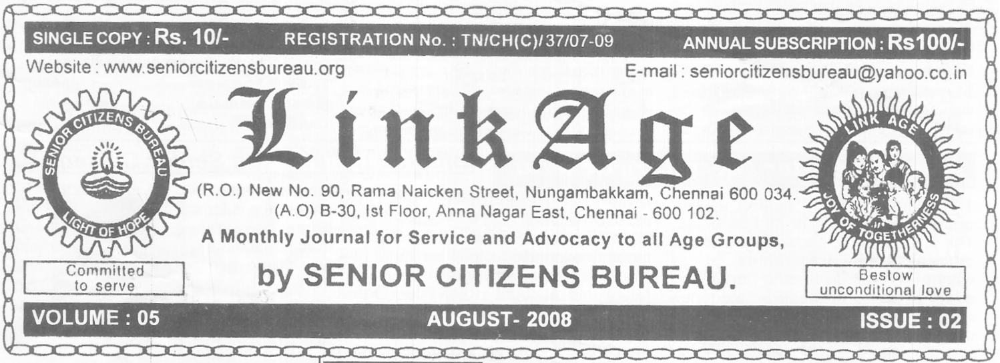 SINGLE COPY : Rs. 10/- REGISTRATION No. : TN/CH(C)/37/07-09 ANNUAL SUBSCRIPTION : Rs100/-
Website : www.seniorcitizensbureau.org E-mail : seniorcitizensbureau@yahoo.co.in
LinkAge
SENIOR CITIZENS BUREAU
LIGHT OF HOPE
LINK AGE
JOY OF TOGETHERNESS
(R.O.) New No. 90, Rama Naicken Street, Nungambakkam, Chennai 600 034.
(A.O) B-30, Ist Floor, Anna Nagar East, Chennai - 600 102.
A Monthly Journal for Service and Advocacy to all Age Groups,
by SENIOR CITIZENS BUREAU.
Committed
to serve
Bestow
unconditional love
VOLUME : 05 AUGUST- 2008 ISSUE : 02